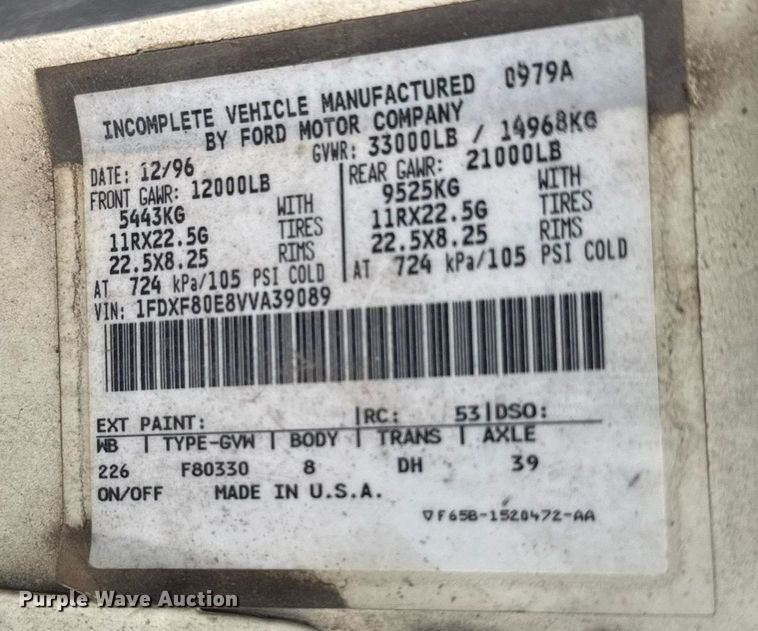 INCOMPLETE VEHICLE MANUFACTURED 0979A
BY FORD MOTOR COMPANY
DATE: 12/96 GVWR: 33000LB / 14968KG
FRONT GAWR: 12000LB
5443KG WITH
11RX22.5G TIRES
22.5X8.25 RIMS
AT 724 kPa/105 PSI COLD
REAR GAWR: 21000LB
9525KG WITH
11RX22.5G TIRES
22.5X8.25 RIMS
AT 724 kPa/105 PSI COLD
VIN: 1FDXF80E8VVA39089
EXT PAINT: |RC: 53|DSO:
WB | TYPE-GVW | BODY | TRANS | AXLE
226 F80330 8 DH 39
ON/OFF MADE IN U.S.A.
▽F65B-1520472-AA
Purple Wave Auction